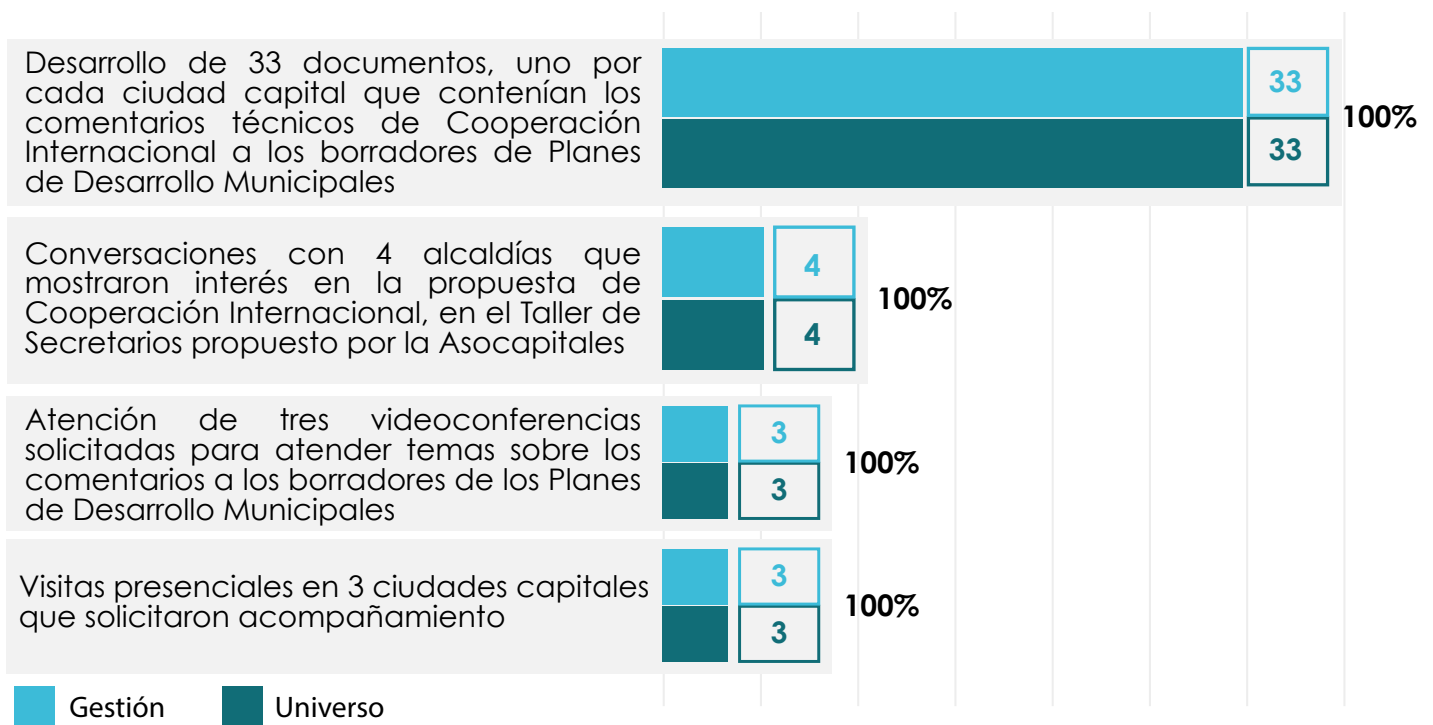 Desarrollo de 33 documentos, uno por
cada ciudad capital que contenían los
comentarios técnicos de Cooperación
Internacional a los borradores de Planes
de Desarrollo Municipales
33
33
100%
Conversaciones con 4 alcaldías que
mostraron interés en la propuesta de
Cooperación Internacional, en el Taller de
Secretarios propuesto por la Asocapitales
4
4
100%
Atención de tres videoconferencias
solicitadas para atender temas sobre los
comentarios a los borradores de los Planes
de Desarrollo Municipales
3
3
100%
Visitas presenciales en 3 ciudades capitales
que solicitaron acompañamiento
3
3
100%
Gestión
Universo